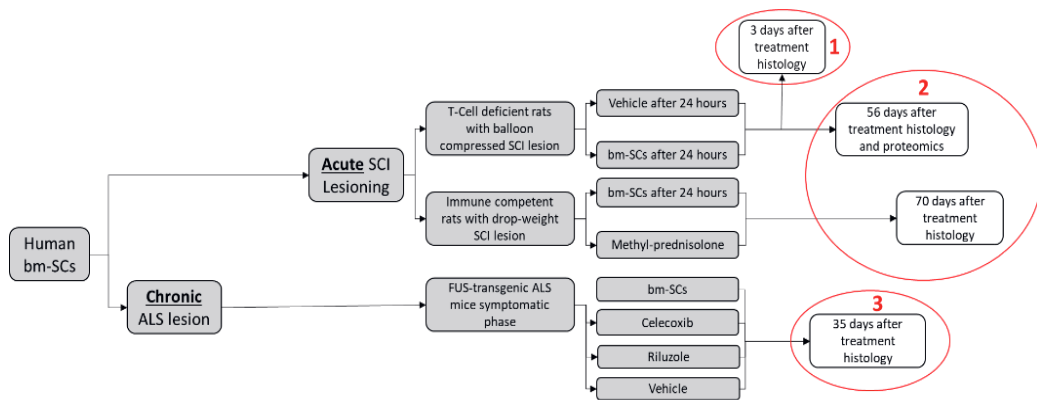 3 days after
treatment
histology
1
2
T-Cell deficient rats
with balloon
compressed SCI lesion
Vehicle after 24 hours
bm-SCs after 24 hours
56 days after
treatment histology
and proteomics
Acute SCI
Lesioning
Immune competent
rats with drop-weight
SCI lesion
bm-SCs after 24 hours
Methyl-prednisolone
70 days after
treatment
histology
Human
bm-SCs
Chronic
ALS lesion
FUS-transgenic ALS
mice symptomatic
phase
bm-SCs
Celecoxib
Riluzole
Vehicle
3
35 days after
treatment
histology